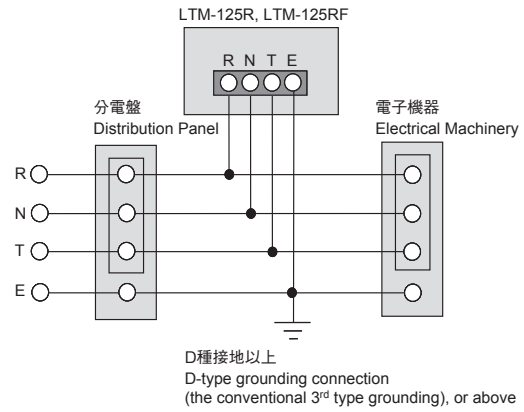 LTM-125R, LTM-125RF
R N T E
分電盤
Distribution Panel
電子機器
Electrical Machinery
R
N
T
E
D種接地以上
D-type grounding connection
(the conventional 3rd type grounding), or above